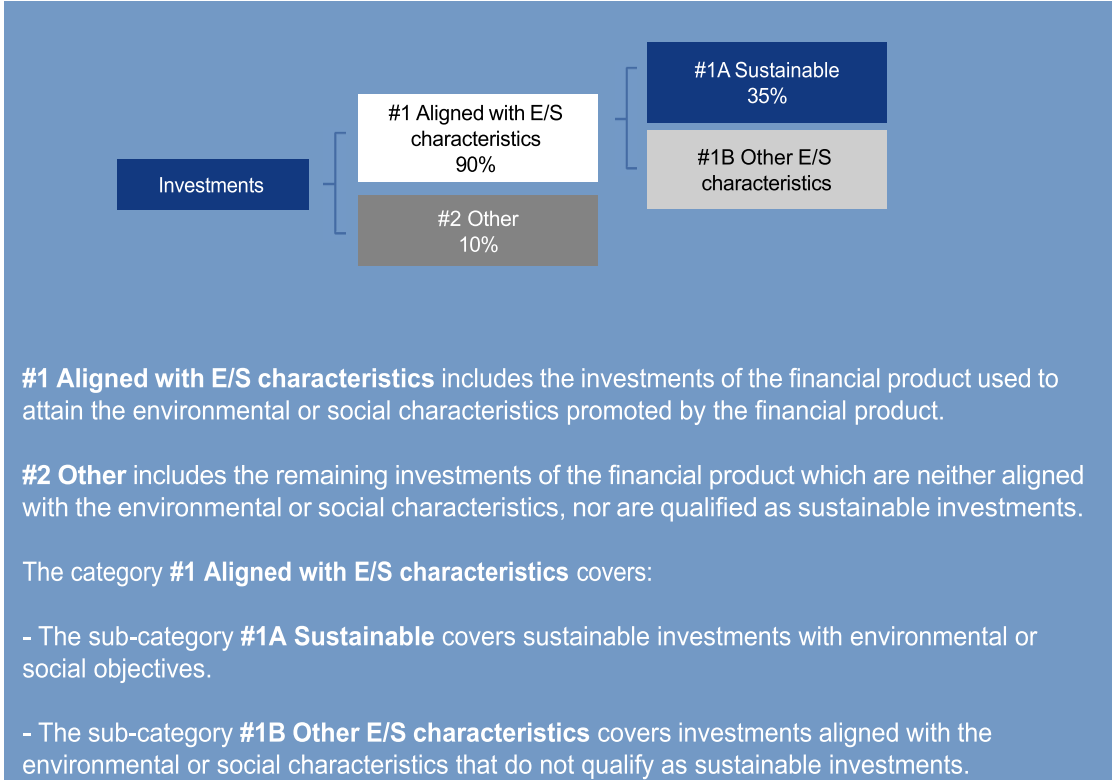 #1A Sustainable
35%
#1 Aligned with E/S
characteristics
90%
#1B Other E/S
characteristics
Investments
#2 Other
10%
#1 Aligned with E/S characteristics includes the investments of the financial product used to
attain the environmental or social characteristics promoted by the financial product.
#2 Other includes the remaining investments of the financial product which are neither aligned
with the environmental or social characteristics, nor are qualified as sustainable investments.
The category #1 Aligned with E/S characteristics covers:
- The sub-category #1A Sustainable covers sustainable investments with environmental or
social objectives.
- The sub-category #1B Other E/S characteristics covers investments aligned with the
environmental or social characteristics that do not qualify as sustainable investments.